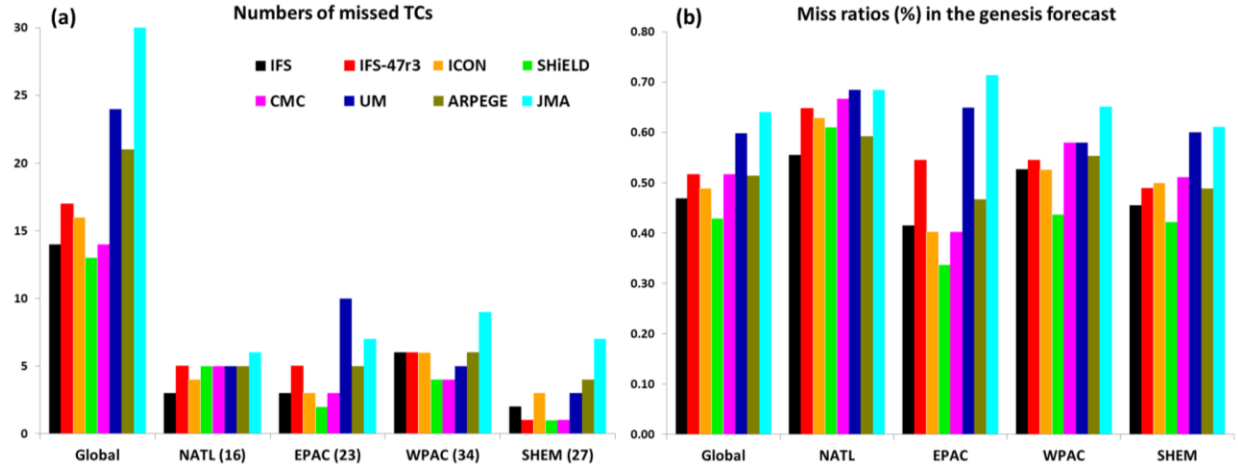 (a) Numbers of missed TCs
IFS IFS-47r3 ICON SHiELD
CMC UM ARPEGE JMA
30
25
20
15
10
5
0
Global NATL (16) EPAC (23) WPAC (34) SHEM (27)
(b) Miss ratios (%) in the genesis forecast
0.80
0.70
0.60
0.50
0.40
0.30
0.20
0.10
0.00
Global NATL EPAC WPAC SHEM